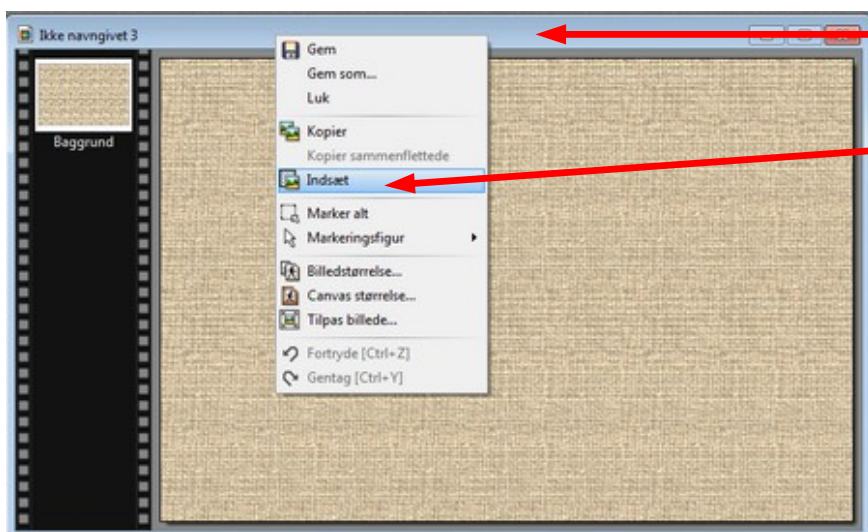 Ikke navngivet 3
Baggrund
Gem
Gem som...
Luk
Kopier
Kopier sammenflettede
Indsæt
Marker alt
Markeringsfigur
Billedstørrelse...
Canvas størrelse...
Tilpas billede...
Fortryde [Ctrl+Z]
Gentag [Ctrl+Y]